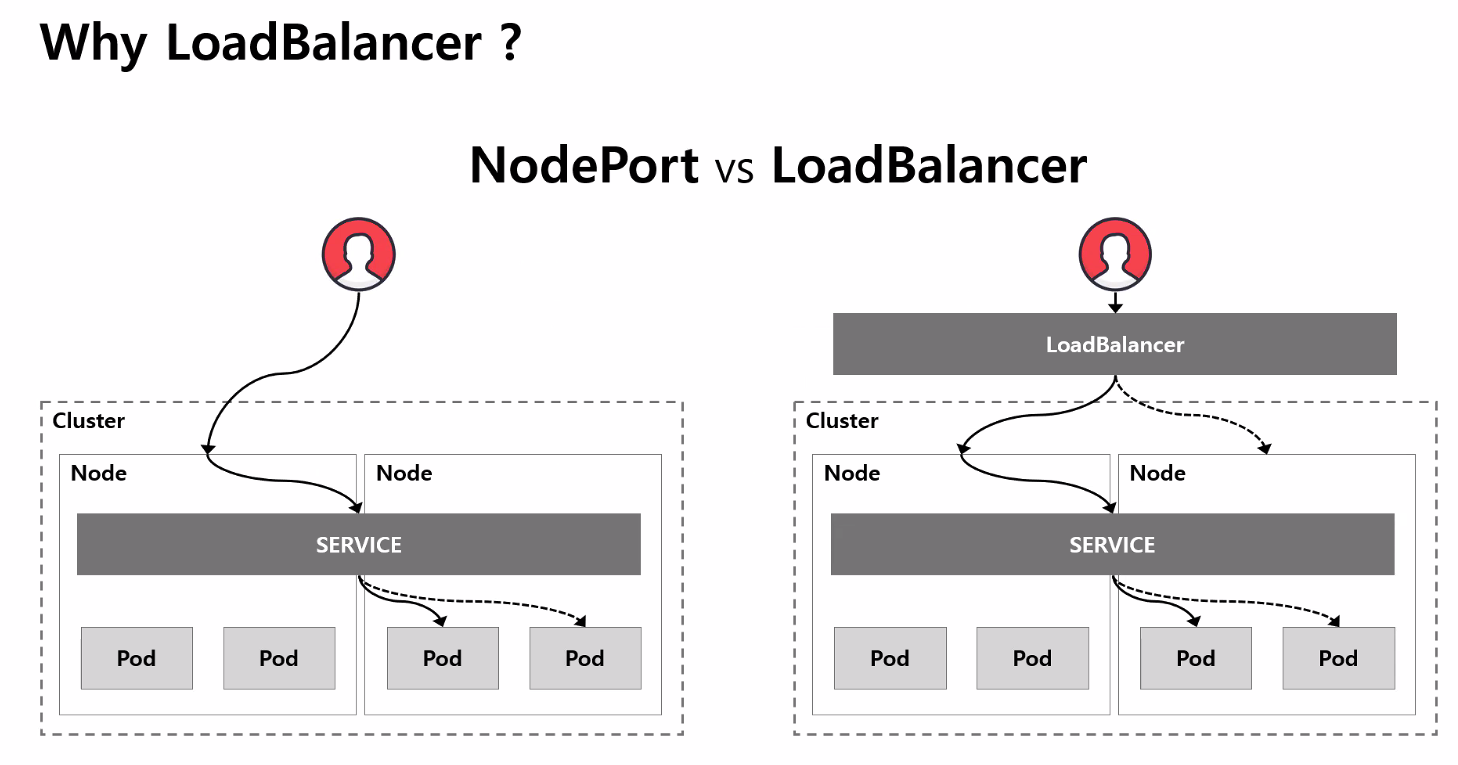 Why LoadBalancer ?
NodePort vs LoadBalancer
Cluster
Node
Node
SERVICE
Pod
Pod
Pod
Pod
LoadBalancer
Cluster
Node
Node
SERVICE
Pod
Pod
Pod
Pod